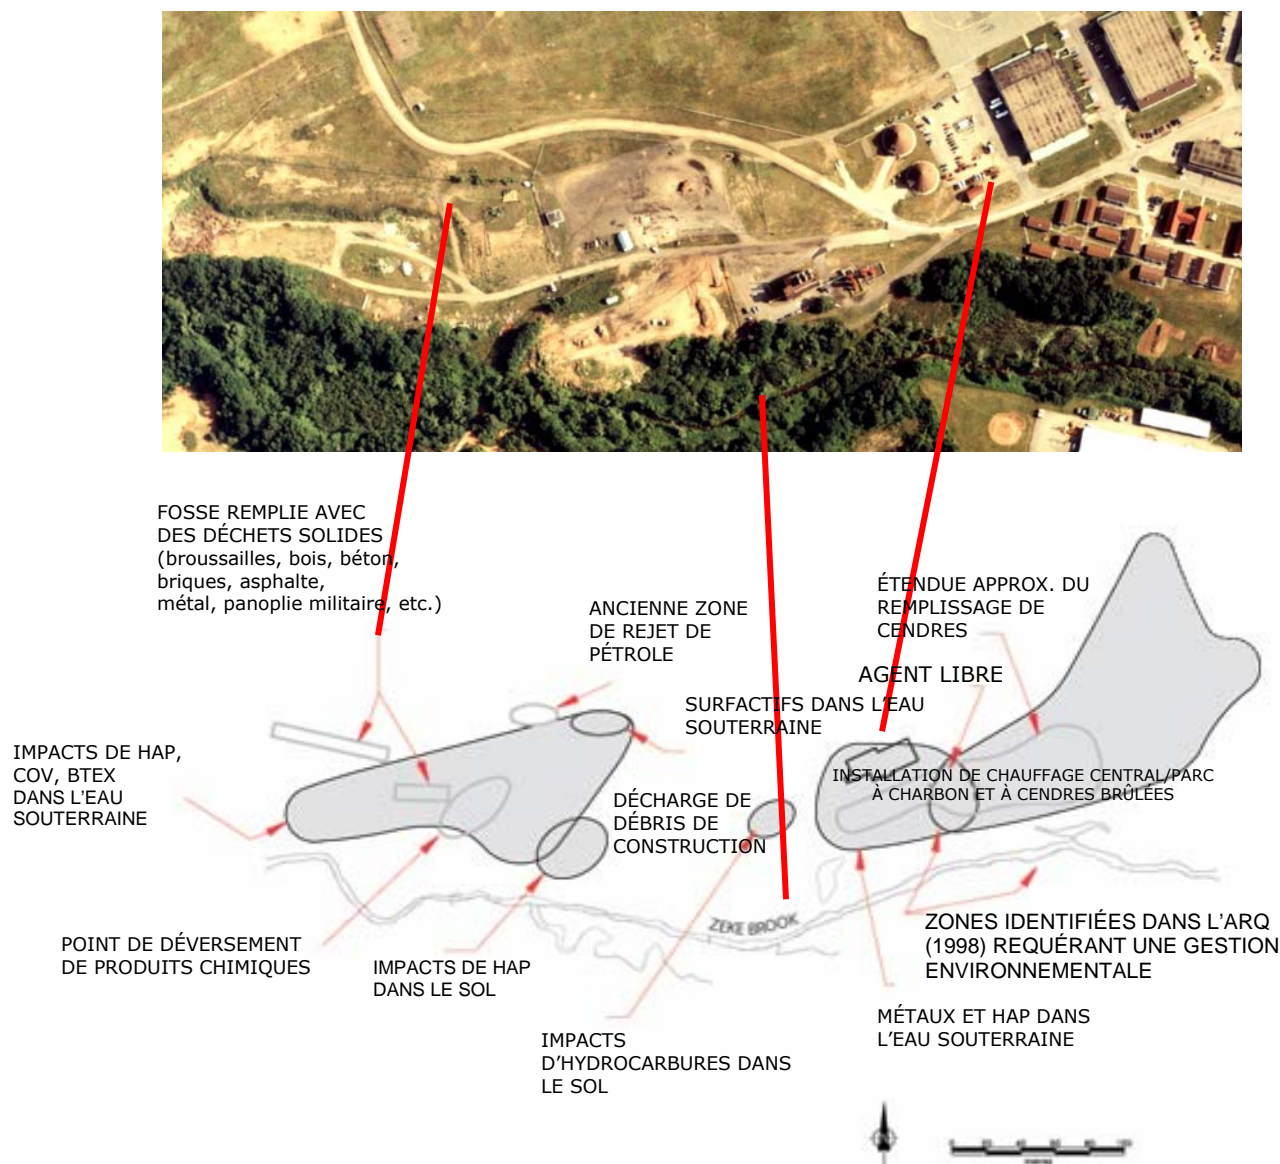 FOSSE REMPLIE AVEC
DES DÉCHETS SOLIDES
(broussailles, bois, béton,
briques, asphalte,
métal, panoplie militaire, etc.)
ANCIENNE ZONE
DE REJET DE
PÉTROLE
ÉTENDUE APPROX. DU
REMPLISSAGE DE
CENDRES
AGENT LIBRE
SURFACTIFS DANS L'EAU
SOUTERRAINE
IMPACTS DE HAP,
COV, BTEX
DANS L'EAU
SOUTERRAINE
INSTALLATION DE CHAUFFAGE CENTRAL/PARC
À CHARBON ET À CENDRES BRÛLÉES
DÉCHARGE DE
DÉBRIS DE
CONSTRUCTION
ZEKE BROOK
ZONES IDENTIFIÉES DANS L'ARQ
(1998) REQUÉRANT UNE GESTION
ENVIRONNEMENTALE
POINT DE DÉVERSEMENT
DE PRODUITS CHIMIQUES
IMPACTS DE HAP
DANS LE SOL
MÉTAUX ET HAP DANS
L'EAU SOUTERRAINE
IMPACTS
D'HYDROCARBURES DANS
LE SOL